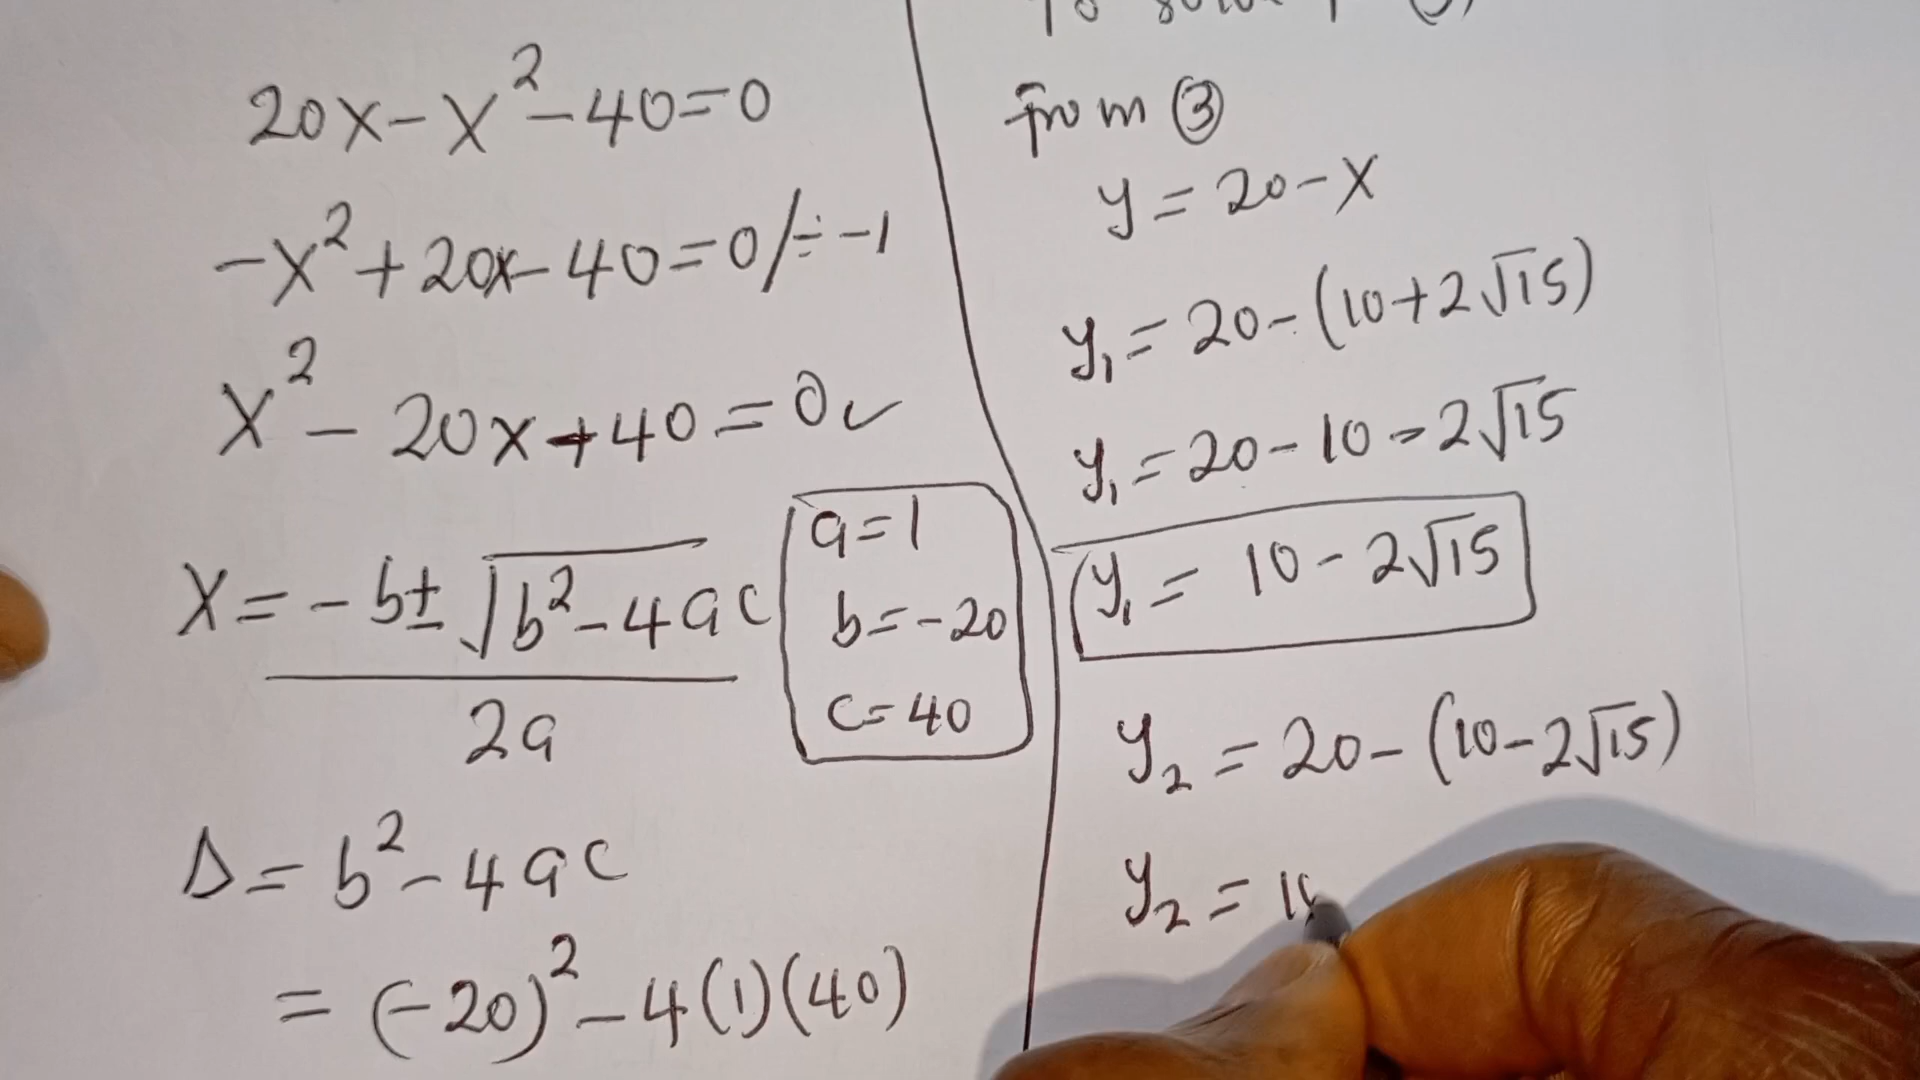 20x-x²-40=0
-x²+20x-40=0/÷-1
x²-20x+40=0✓
x=-b±√b²-4ac
2a
a=1
b=-20
c=40
Δ=b²-4ac
=(-20)²-4(1)(40)
from ③
y=20-x
y₁=20-(10+2√15)
y₁=20-10-2√15
y₁=10-2√15
y₂=20-(10-2√15)
y₂=